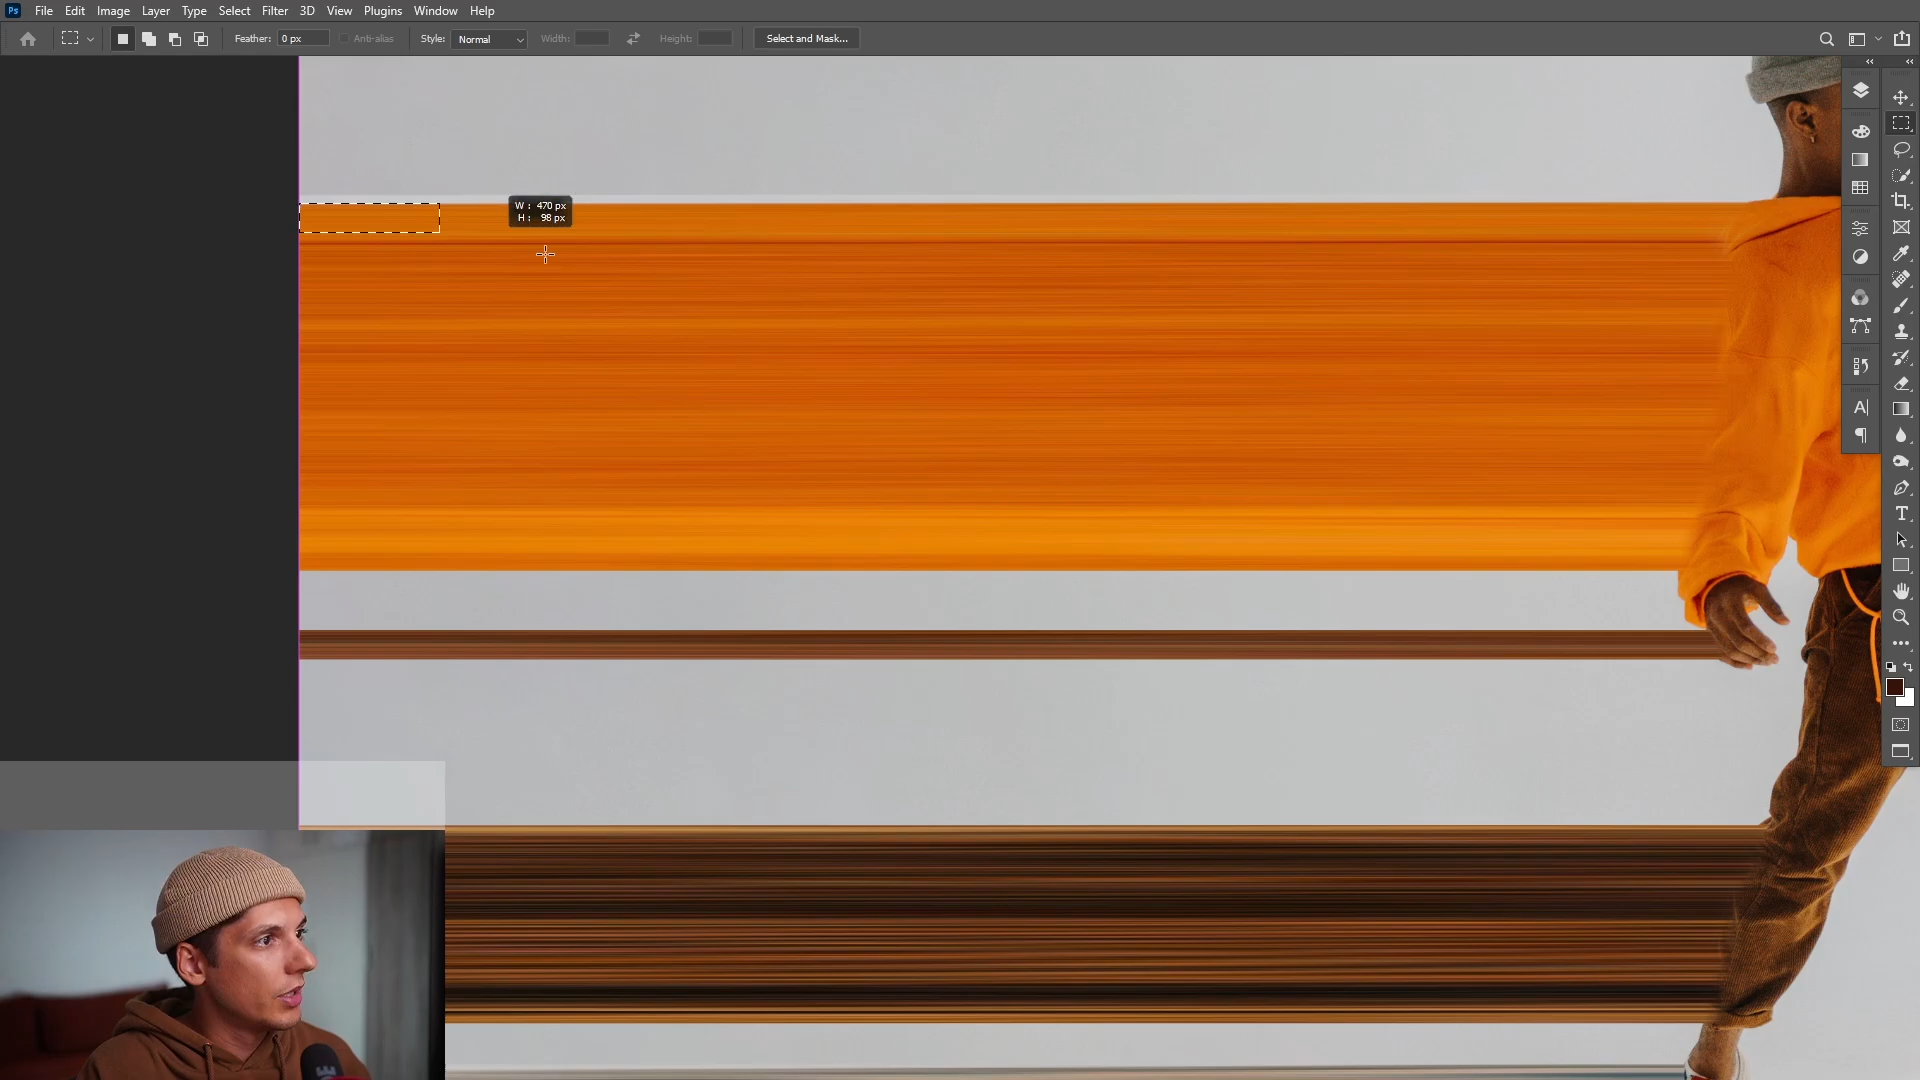 Ps File Edit Image Layer Type Select Filter 3D View Plugins Window Help
Feather: 0 px Anti-alias Style: Normal Width: Height: Select and Mask...
W : 470 px
H : 98 px